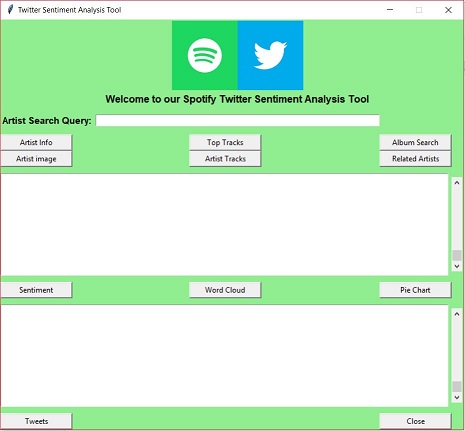 Twitter Sentiment Analysis Tool
Welcome to our Spotify Twitter Sentiment Analysis Tool
Artist Search Query:
Artist Info Top Tracks Album Search
Artist image Artist Tracks Related Artists
Sentiment Word Cloud Pie Chart
Tweets Close